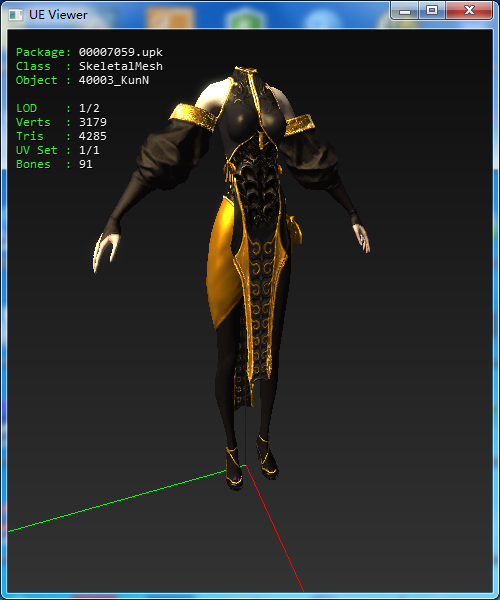 UE Viewer
Package: 00007059.upk
Class : SkeletalMesh
Object : 40003_KunN
LOD : 1/2
Verts : 3179
Tris : 4285
UV Set : 1/1
Bones : 91